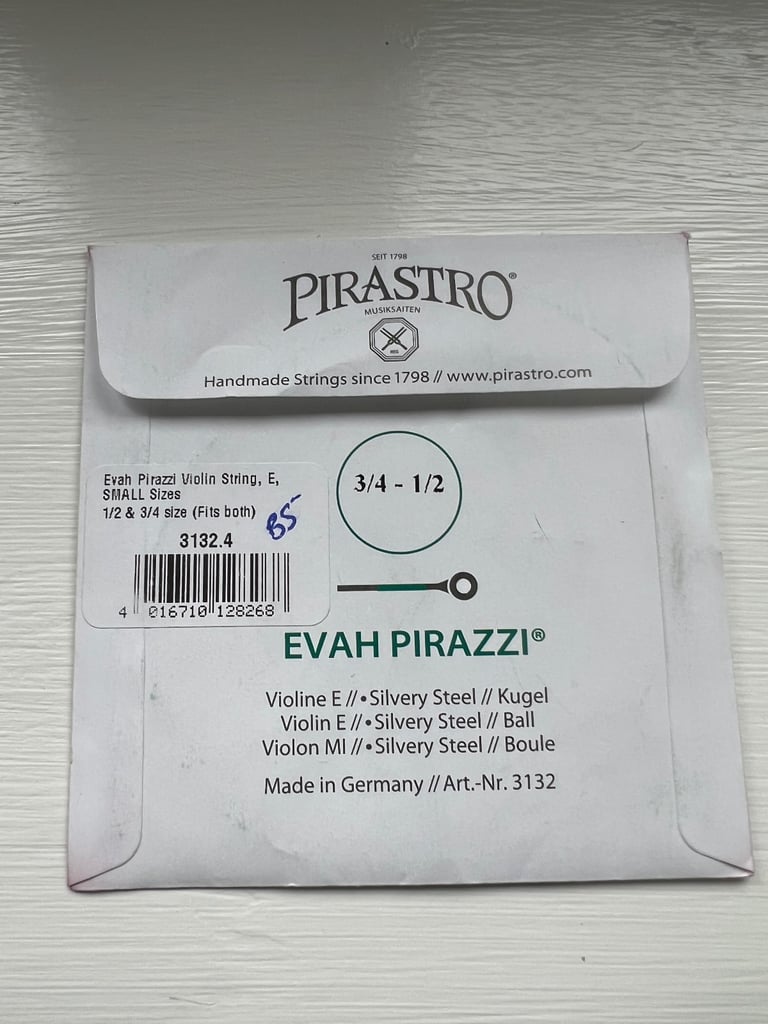 SEIT 1798
PIRASTRO®
MUSIKSAITEN
Handmade Strings since 1798 // www.pirastro.com
3/4 - 1/2
Evah Pirazzi Violin String, E,
SMALL Sizes
1/2 & 3/4 size (Fits both)
3132.4
4 016710 128268
EVAH PIRAZZI®
Violine E // • Silvery Steel // Kugel
Violin E // • Silvery Steel // Ball
Violon MI // • Silvery Steel // Boule
Made in Germany // Art.-Nr. 3132